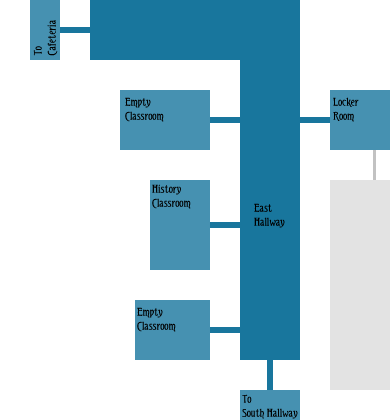 To
Cafeteria
Empty
Classroom
Locker
Room
History
Classroom
East
Hallway
Empty
Classroom
To
South Hallway